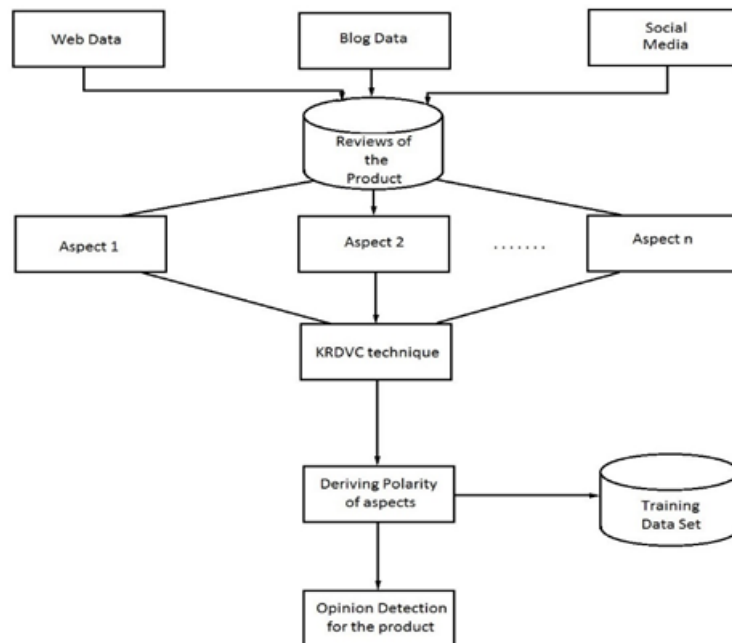 Web Data
Blog Data
Social
Media
Reviews of
the
Product
Aspect 1
Aspect 2
.......
Aspect n
KRDVC technique
Deriving Polarity
of aspects
Training
Data Set
Opinion Detection
for the product